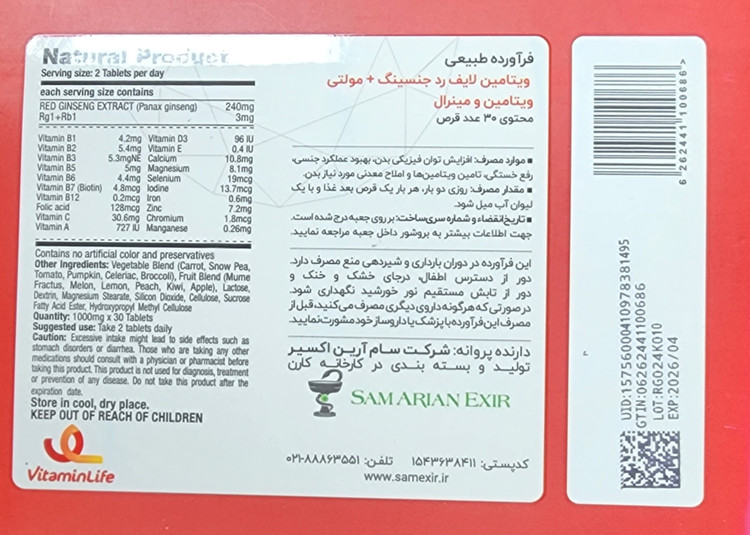 Natural Product
Serving size: 2 Tablets per day
each serving size contains
RED GINSENG EXTRACT (Panax ginseng) 240mg
Rg1+Rb1 3mg
Vitamin B1 4.2mg Vitamin D3 96 IU
Vitamin B2 5.4mg Vitamin E 0.4 IU
Vitamin B3 5.3mgNE Calcium 10.8mg
Vitamin B5 5mg Magnesium 8.1mg
Vitamin B6 4.4mg Selenium 19mcg
Vitamin B7 (Biotin) 4.8mcg Iodine 13.7mcg
Vitamin B12 0.2mcg Iron 0.6mg
Folic acid 128mcg Zinc 7.2mg
Vitamin C 30.6mg Chromium 1.8mcg
Vitamin A 727 IU Manganese 0.26mg
Contains no artificial color and preservatives
Other Ingredients: Vegetable Blend (Carrot, Snow Pea,
Tomato, Pumpkin, Celeriac, Broccoli), Fruit Blend (Mume
Fractus, Melon, Lemon, Peach, Kiwi, Apple), Lactose,
Dextrin, Magnesium Stearate, Silicon Dioxide, Cellulose, Sucrose
Fatty Acid Ester, Hydroxypropyl Methyl Cellulose
Quantity: 1000mg x 30 Tablets
Suggested use: Take 2 tablets daily
Caution: Excessive intake might lead to side effects such as
stomach disorders or diarrhea. Those who are taking any other
medications should consult with a physician or pharmacist before
taking this product. This product is not used for diagnosis, treatment
or prevention of any disease. Do not take this product after the
expiration date.
Store in cool, dry place.
KEEP OUT OF REACH OF CHILDREN
VitaminLife
فرآورده طبیعی
ویتامین لایف رد جنسینگ + مولتی
ویتامین و مینرال
محتوی ۳۰ عدد قرص
▪ موارد مصرف: افزایش توان فیزیکی بدن، بهبود عملکرد جنسی،
رفع خستگی، تامین ویتامین‌ها و املاح معدنی مورد نیاز بدن.
▪ مقدار مصرف: روزی دو بار، هر بار یک قرص بعد غذا و با یک
لیوان آب میل شود.
▪ تاریخ انقضاء و شماره سری ساخت: بر روی جعبه درج شده است.
جهت اطلاعات بیشتر به بروشور داخل جعبه مراجعه نمایید.
این فرآورده در دوران بارداری و شیردهی منع مصرف دارد.
دور از دسترس اطفال، درجای خشک و خنک و
دور از تابش مستقیم نور خورشید نگهداری شود.
در صورتی که هرگونه داروی دیگری مصرف می‌کنید، قبل از
مصرف این فرآورده با پزشک یا داروساز خود مشورت نمایید.
دارنده پروانه: شرکت سام آرین اکسیر
تولید و بسته بندی در کارخانه کارن
SAM ARIAN EXIR
کدپستی: ۱۵۴۳۶۳۸۴۱۱ تلفن: ۸۸۸۶۳۵۵۱-۰۲۱
www.samexir.ir
6 262441 100686 >
UID:15756000410978381495
GTIN:06262441100686
LOT:RG024K010
EXP:2026/04